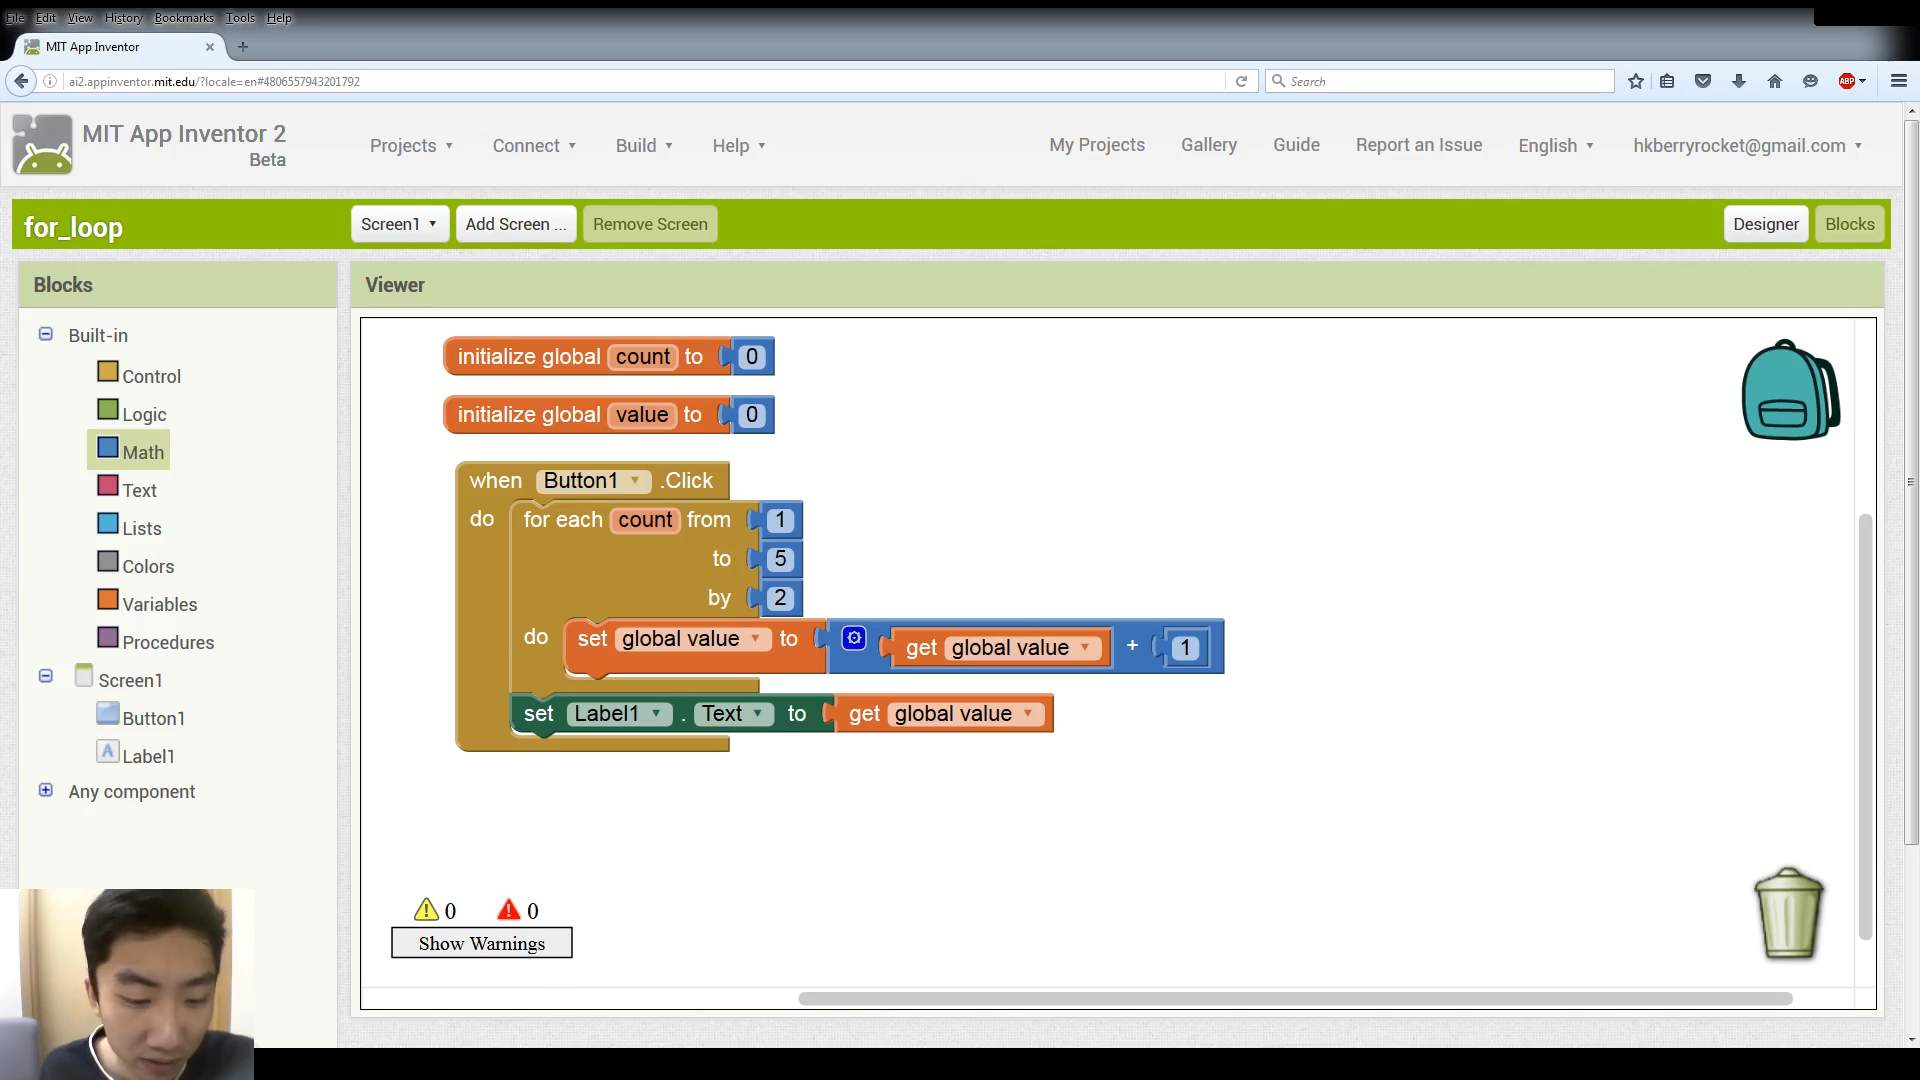 File Edit View History Bookmarks Tools Help
MIT App Inventor
ai2.appinventor.mit.edu/?locale=en#4806557943201792
Search
ABP
MIT App Inventor 2
Beta
Projects Connect Build Help My Projects Gallery Guide Report an Issue English hkberryrocket@gmail.com
for_loop Screen1 Add Screen ... Remove Screen Designer Blocks
Blocks
Viewer
Built-in
Control
Logic
Math
Text
Lists
Colors
Variables
Procedures
Screen1
Button1
A Label1
Any component
initialize global count to 0
initialize global value to 0
when Button1 .Click
do for each count from 1
to 5
by 2
do set global value to get global value + 1
set Label1 . Text to get global value
! 0 ! 0
Show Warnings